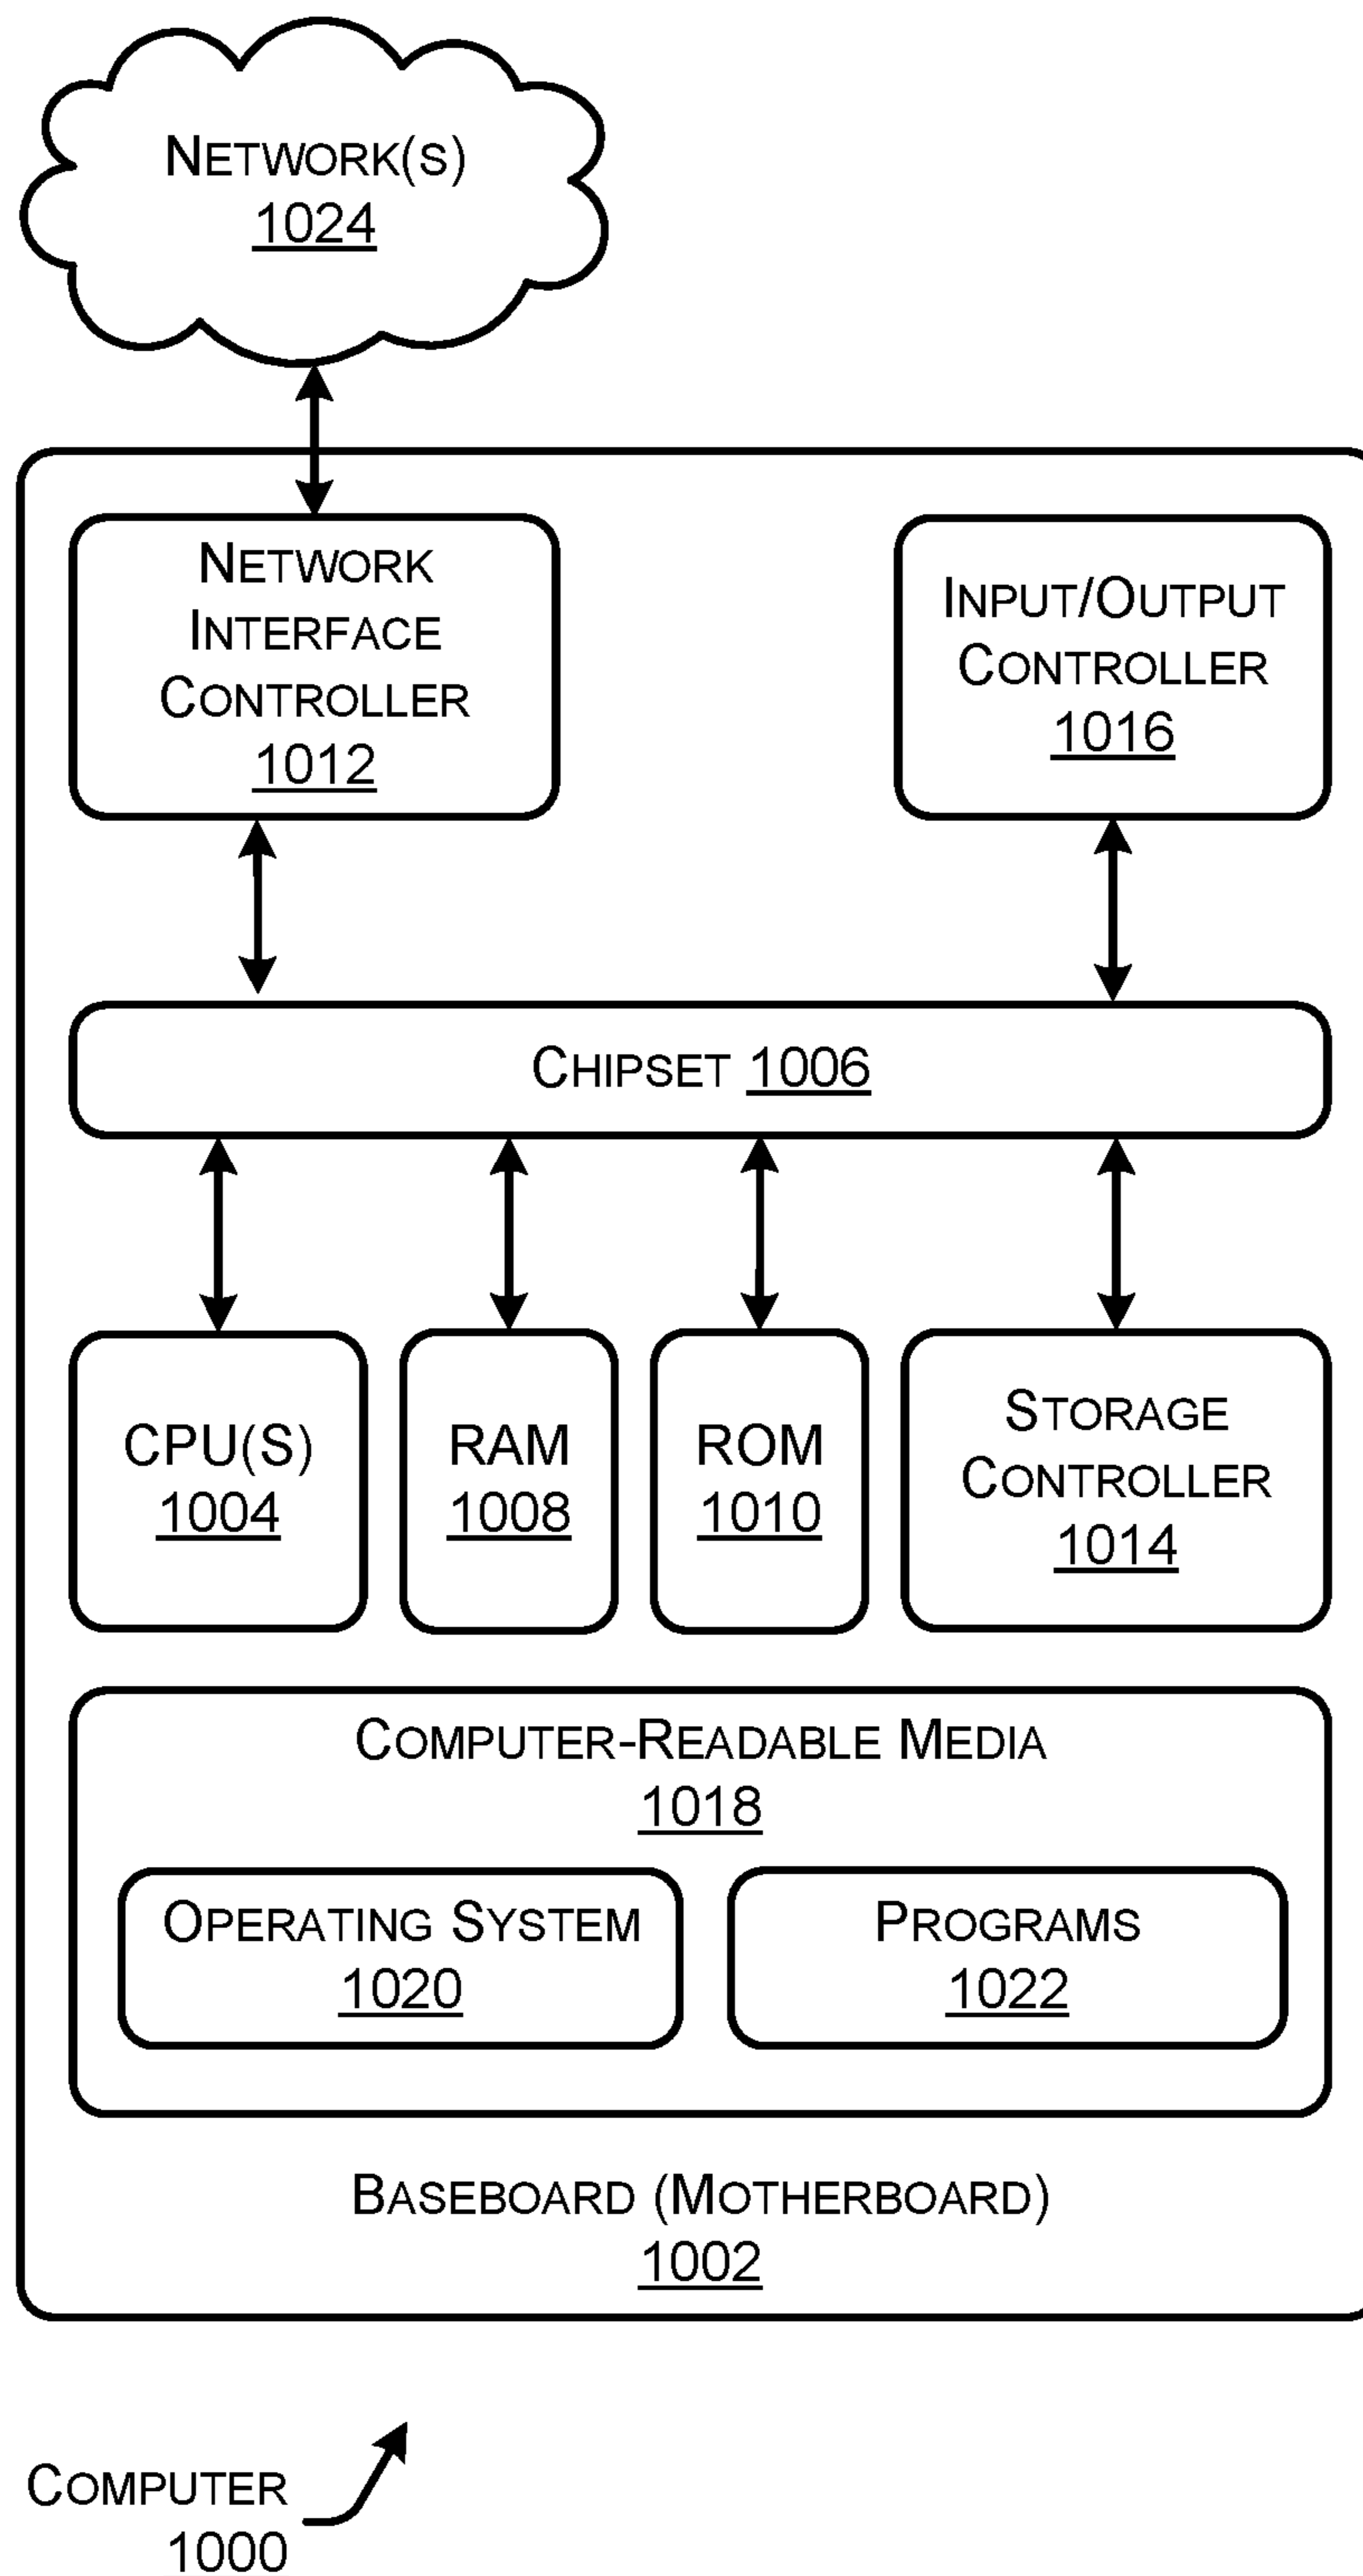 NETWORK(S)
1024
NETWORK
INTERFACE
CONTROLLER
1012
INPUT/OUTPUT
CONTROLLER
1016
CHIPSET 1006
CPU(S)
1004
RAM
1008
ROM
1010
STORAGE
CONTROLLER
1014
COMPUTER-READABLE MEDIA
1018
OPERATING SYSTEM
1020
PROGRAMS
1022
BASEBOARD (MOTHERBOARD)
1002
COMPUTER
1000